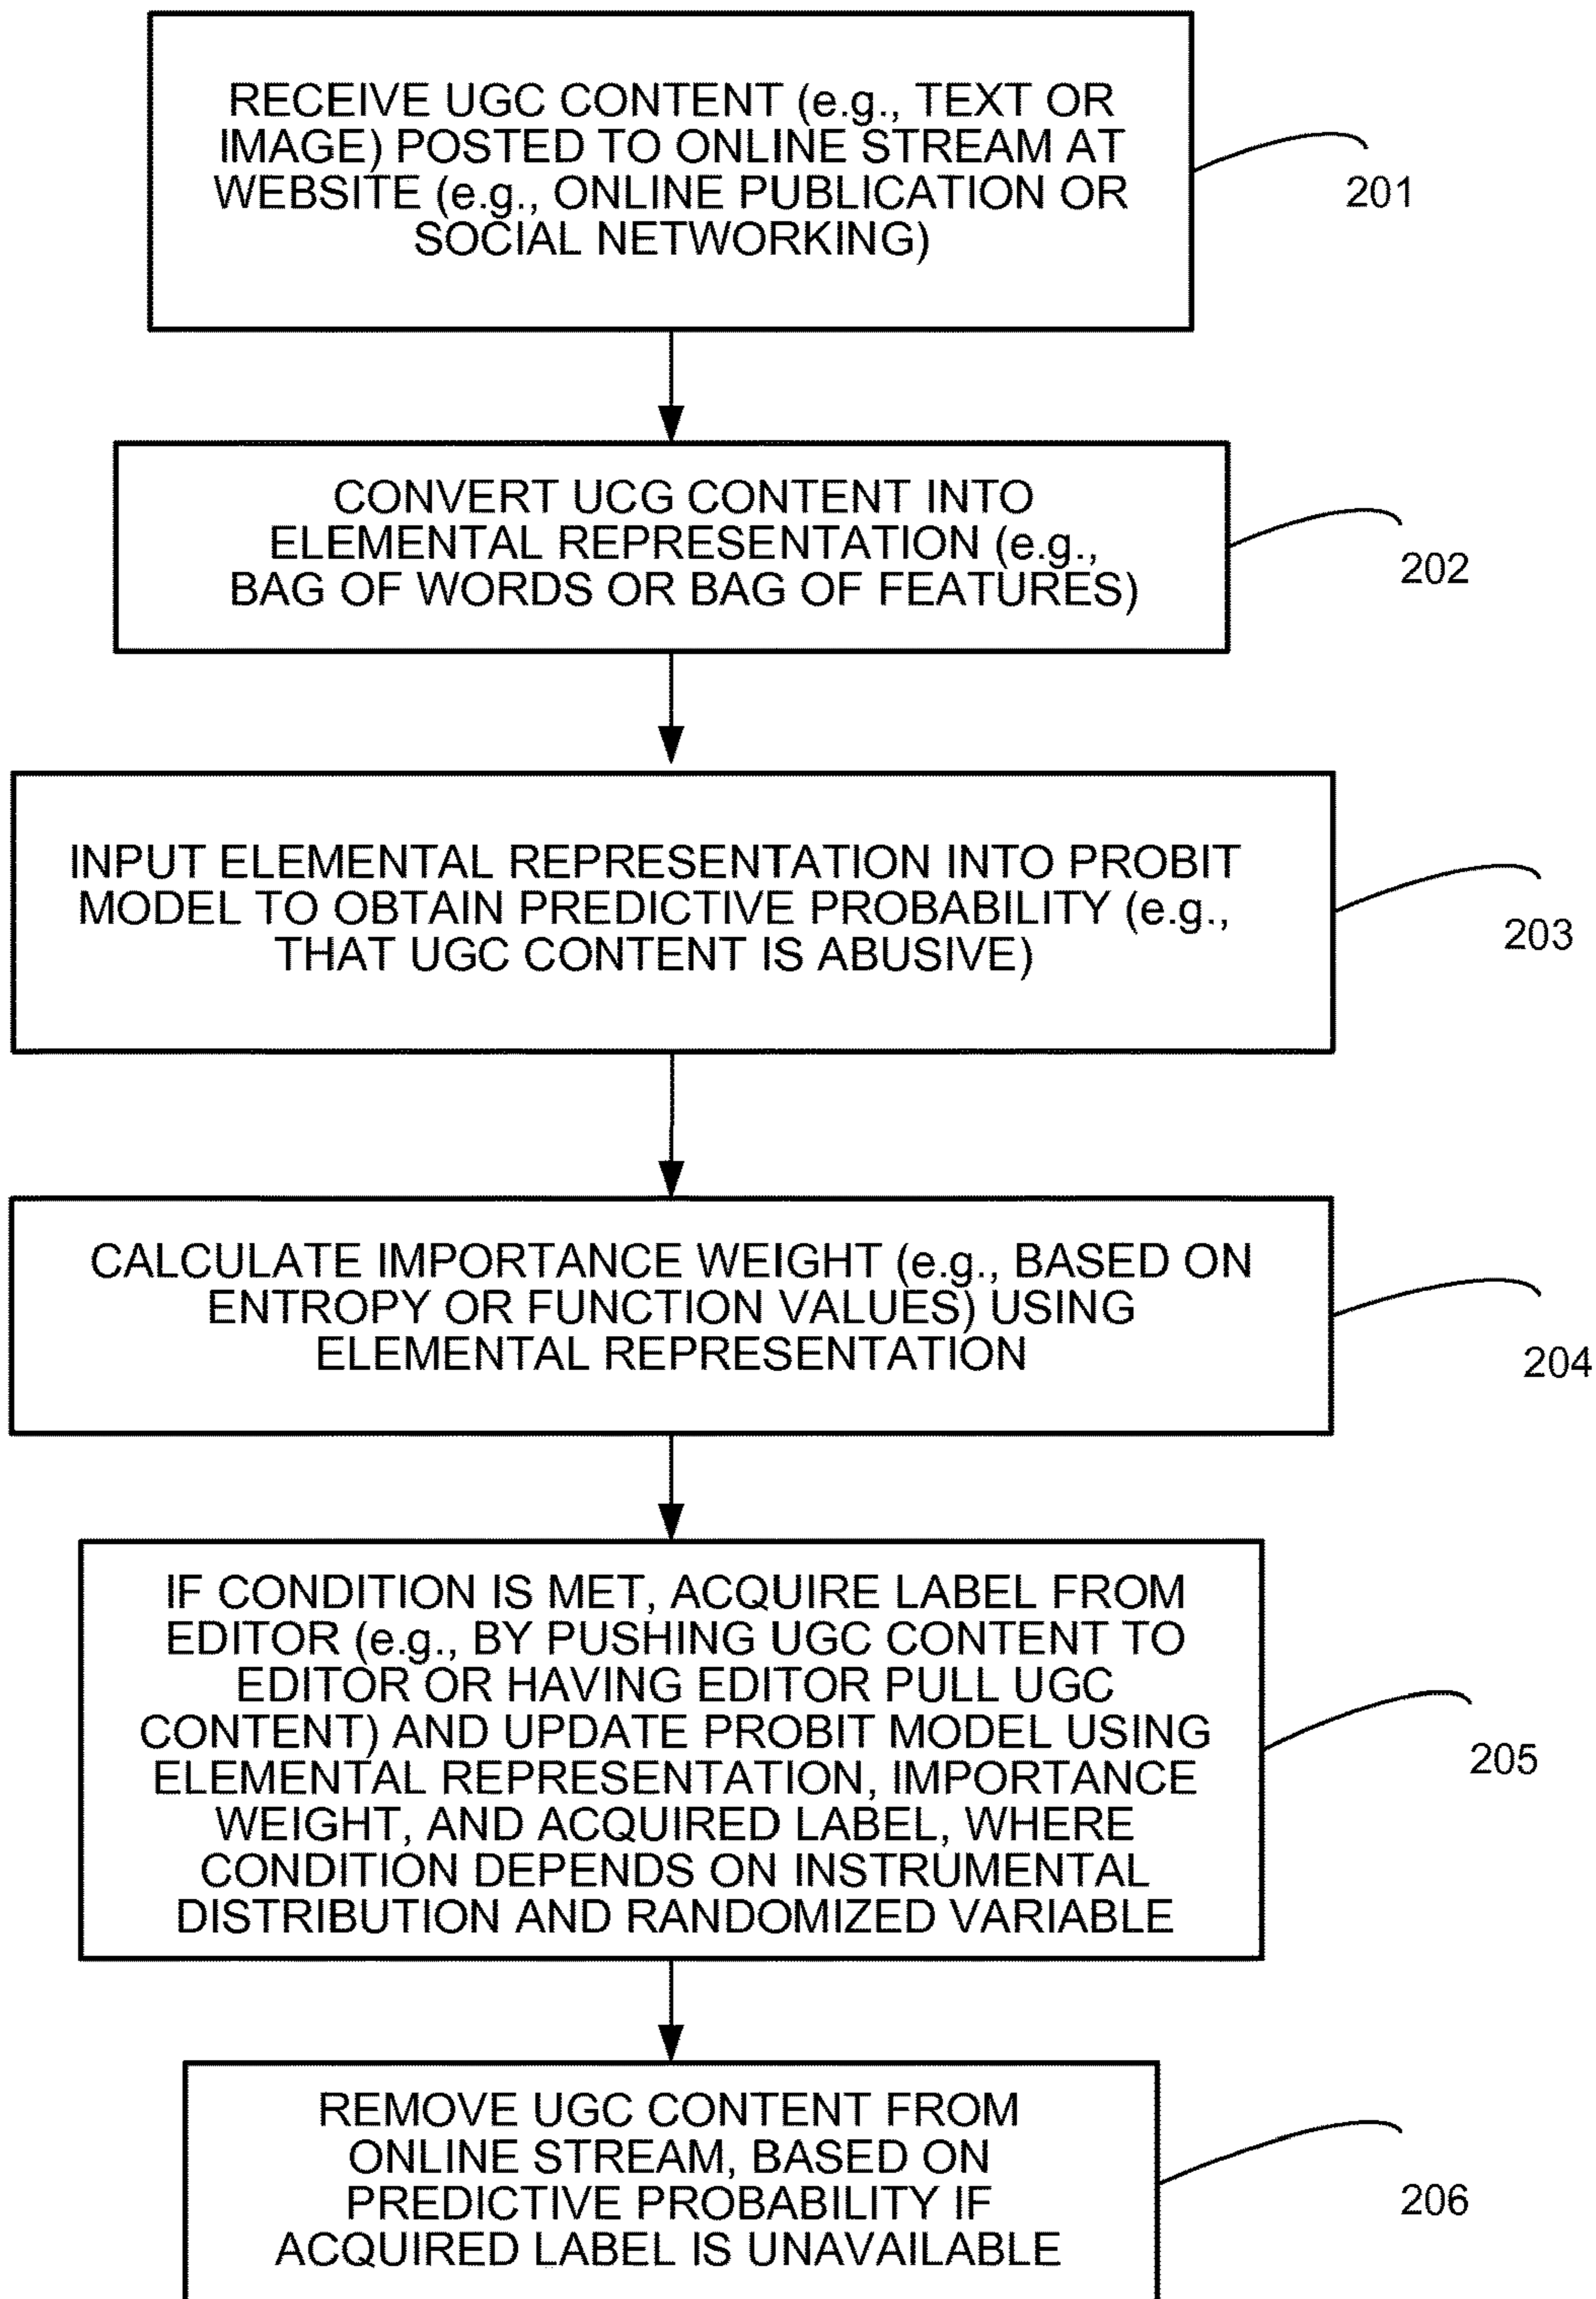 RECEIVE UGC CONTENT (e.g., TEXT OR
IMAGE) POSTED TO ONLINE STREAM AT
WEBSITE (e.g., ONLINE PUBLICATION OR
SOCIAL NETWORKING)
201
CONVERT UCG CONTENT INTO
ELEMENTAL REPRESENTATION (e.g.,
BAG OF WORDS OR BAG OF FEATURES)
202
INPUT ELEMENTAL REPRESENTATION INTO PROBIT
MODEL TO OBTAIN PREDICTIVE PROBABILITY (e.g.,
THAT UGC CONTENT IS ABUSIVE)
203
CALCULATE IMPORTANCE WEIGHT (e.g., BASED ON
ENTROPY OR FUNCTION VALUES) USING
ELEMENTAL REPRESENTATION
204
IF CONDITION IS MET, ACQUIRE LABEL FROM
EDITOR (e.g., BY PUSHING UGC CONTENT TO
EDITOR OR HAVING EDITOR PULL UGC
CONTENT) AND UPDATE PROBIT MODEL USING
ELEMENTAL REPRESENTATION, IMPORTANCE
WEIGHT, AND ACQUIRED LABEL, WHERE
CONDITION DEPENDS ON INSTRUMENTAL
DISTRIBUTION AND RANDOMIZED VARIABLE
205
REMOVE UGC CONTENT FROM
ONLINE STREAM, BASED ON
PREDICTIVE PROBABILITY IF
ACQUIRED LABEL IS UNAVAILABLE
206